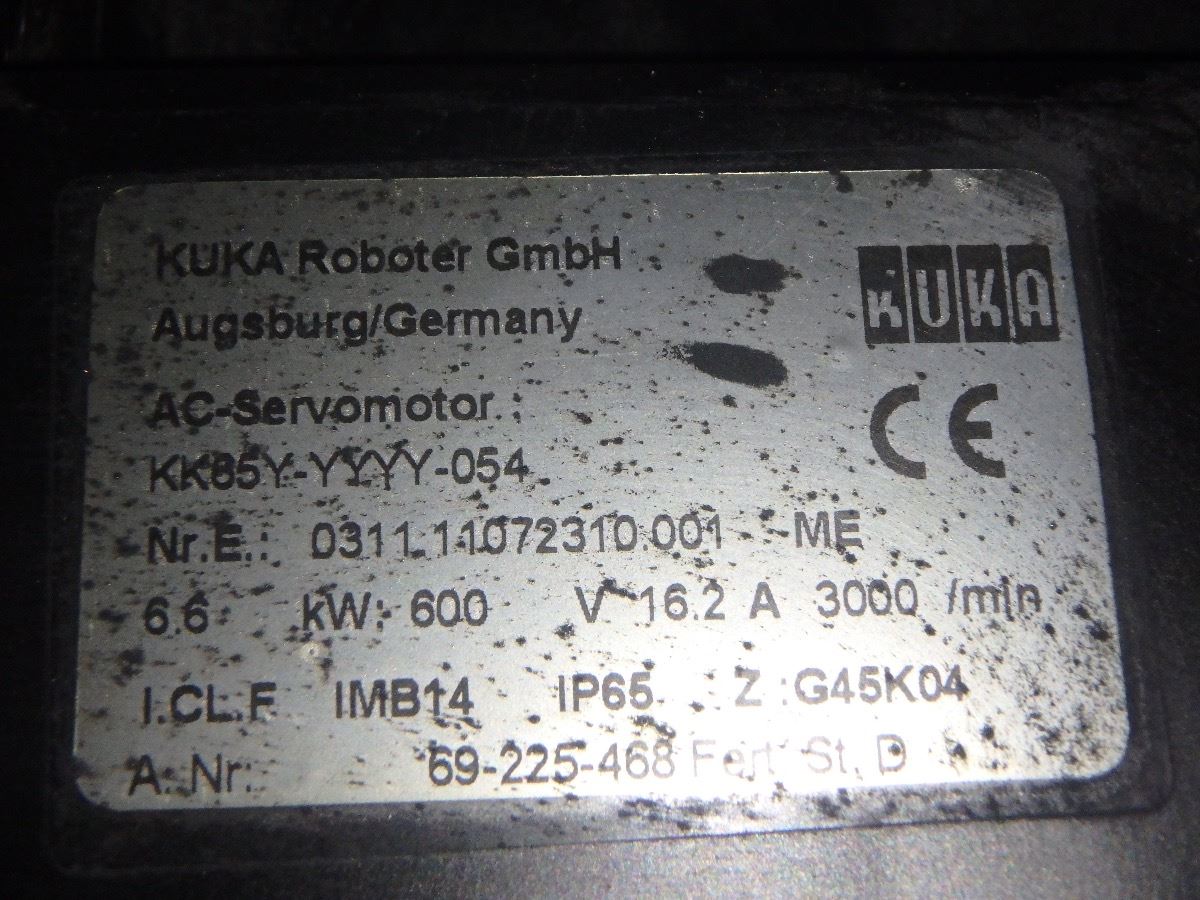 KUKA Roboter GmbH
KUKA
Augsburg/Germany
CE
AC-Servomotor :
KK65Y-YYYY-054
Nr.E.: 0311.11072310.001 ME
6.6 kW: 600 V~ 16.2 A 3000 /min
I.CL.F IMB14 IP65 Z :G45K04
A. Nr: 69-225-468 Fert. St. D